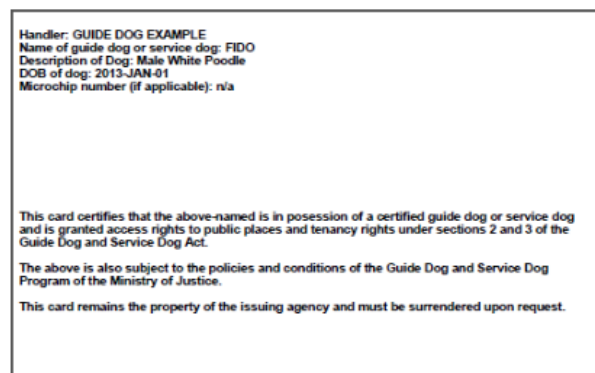 Handler: GUIDE DOG EXAMPLE
Name of guide dog or service dog: FIDO
Description of Dog: Male White Poodle
DOB of dog: 2013-JAN-01
Microchip number (if applicable): n/a
This card certifies that the above-named is in posession of a certified guide dog or service dog
and is granted access rights to public places and tenancy rights under sections 2 and 3 of the
Guide Dog and Service Dog Act.
The above is also subject to the policies and conditions of the Guide Dog and Service Dog
Program of the Ministry of Justice.
This card remains the property of the issuing agency and must be surrendered upon request.